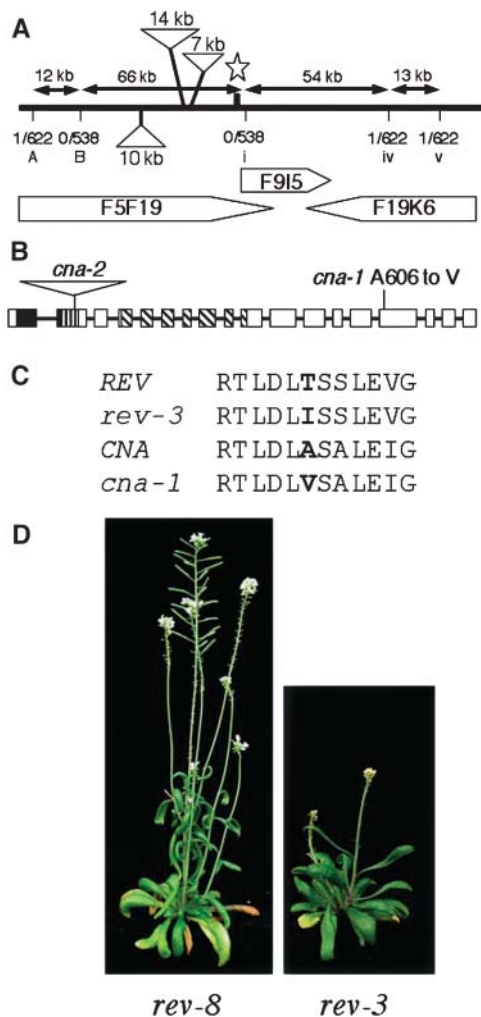 A
14 kb
7 kb
12 kb 66 kb 54 kb 13 kb
1/622 0/538 0/538 1/622 1/622
A B i iv v
10 kb
F9I5
F5F19 F19K6
B
cna-2 cna-1 A606 to V
C
REV RTLDLTSSLEVG
rev-3 RTLDLISSLEVG
CNA RTLDLASALEIG
cna-1 RTLDLVSALEIG
D
rev-8 rev-3